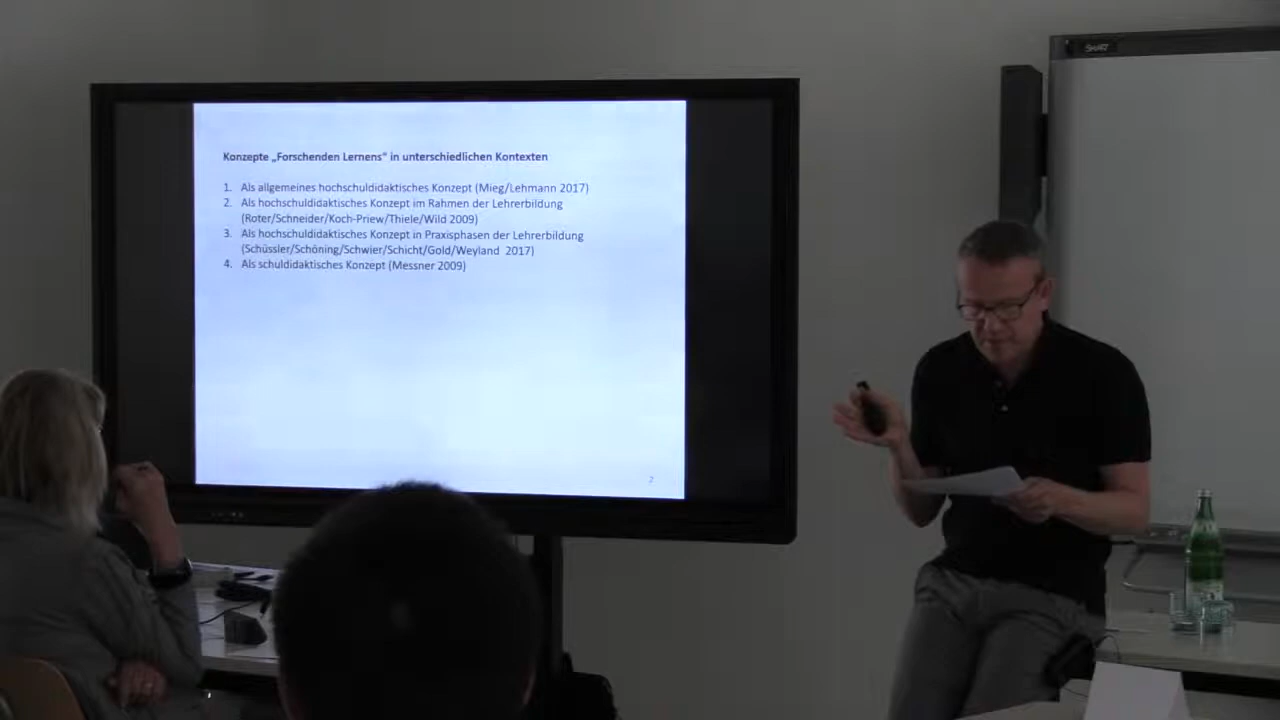 SMART
Konzepte „Forschenden Lernens“ in unterschiedlichen Kontexten
1. Als allgemeines hochschuldidaktisches Konzept (Mieg/Lehmann 2017)
2. Als hochschuldidaktisches Konzept im Rahmen der Lehrerbildung
(Roter/Schneider/Koch-Priew/Thiele/Wild 2009)
3. Als hochschuldidaktisches Konzept in Praxisphasen der Lehrerbildung
(Schüssler/Schöning/Schwier/Schicht/Gold/Weyland 2017)
4. Als schuldidaktisches Konzept (Messner 2009)
2